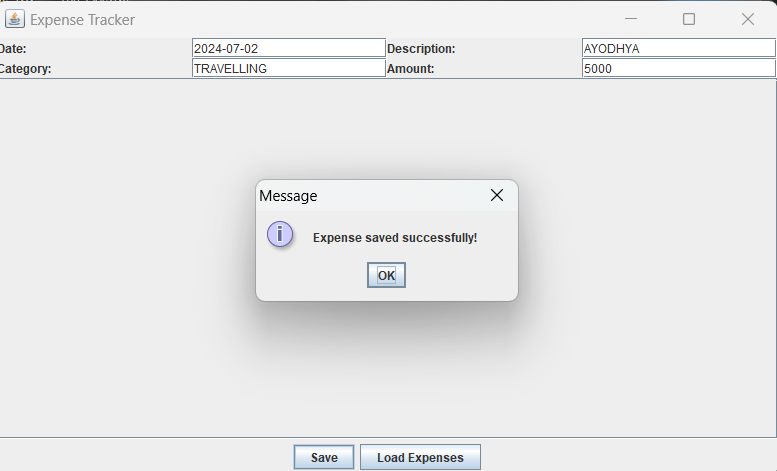 Expense Tracker
Date: 2024-07-02 Description: AYODHYA
Category: TRAVELLING Amount: 5000
Message
i
Expense saved successfully!
OK
Save Load Expenses